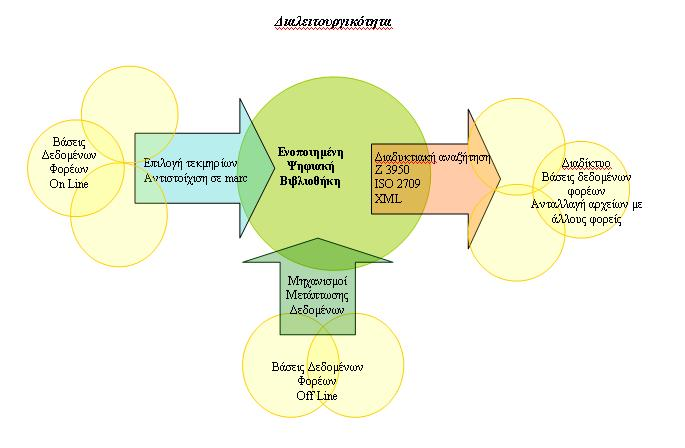 Διαλειτουργικότητα
Βάσεις
Δεδομένων
Φορέων
On Line
Επιλογή τεκμηρίων
Αντιστοίχιση σε marc
Ενοποιημένη
Ψηφιακή
Βιβλιοθήκη
Διαδυκτιακή αναζήτηση
Z 3950
ISO 2709
XML
Διαδίκτυο
Βάσεις δεδομένων
φορέων
Ανταλλαγή αρχείων με
άλλους φορείς
Μηχανισμοί
Μετάπτωσης
Δεδομένων
Βάσεις Δεδομένων
Φορέων
Off Line